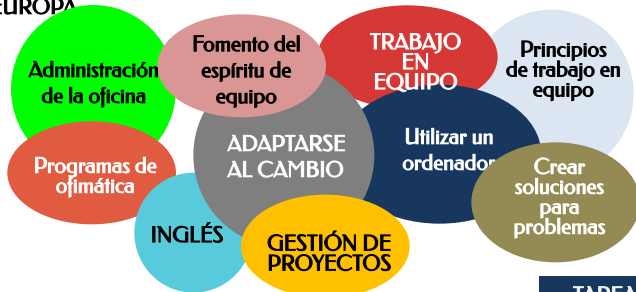 EUROPA
Administración
de la oficina
Fomento del
espíritu de
equipo
TRABAJO
EN
EQUIPO
Principios
de trabajo en
equipo
Programas de
ofimática
ADAPTARSE
AL CAMBIO
Utilizar un
ordenador
Crear
soluciones
para
problemas
INGLÉS
GESTIÓN DE
PROYECTOS